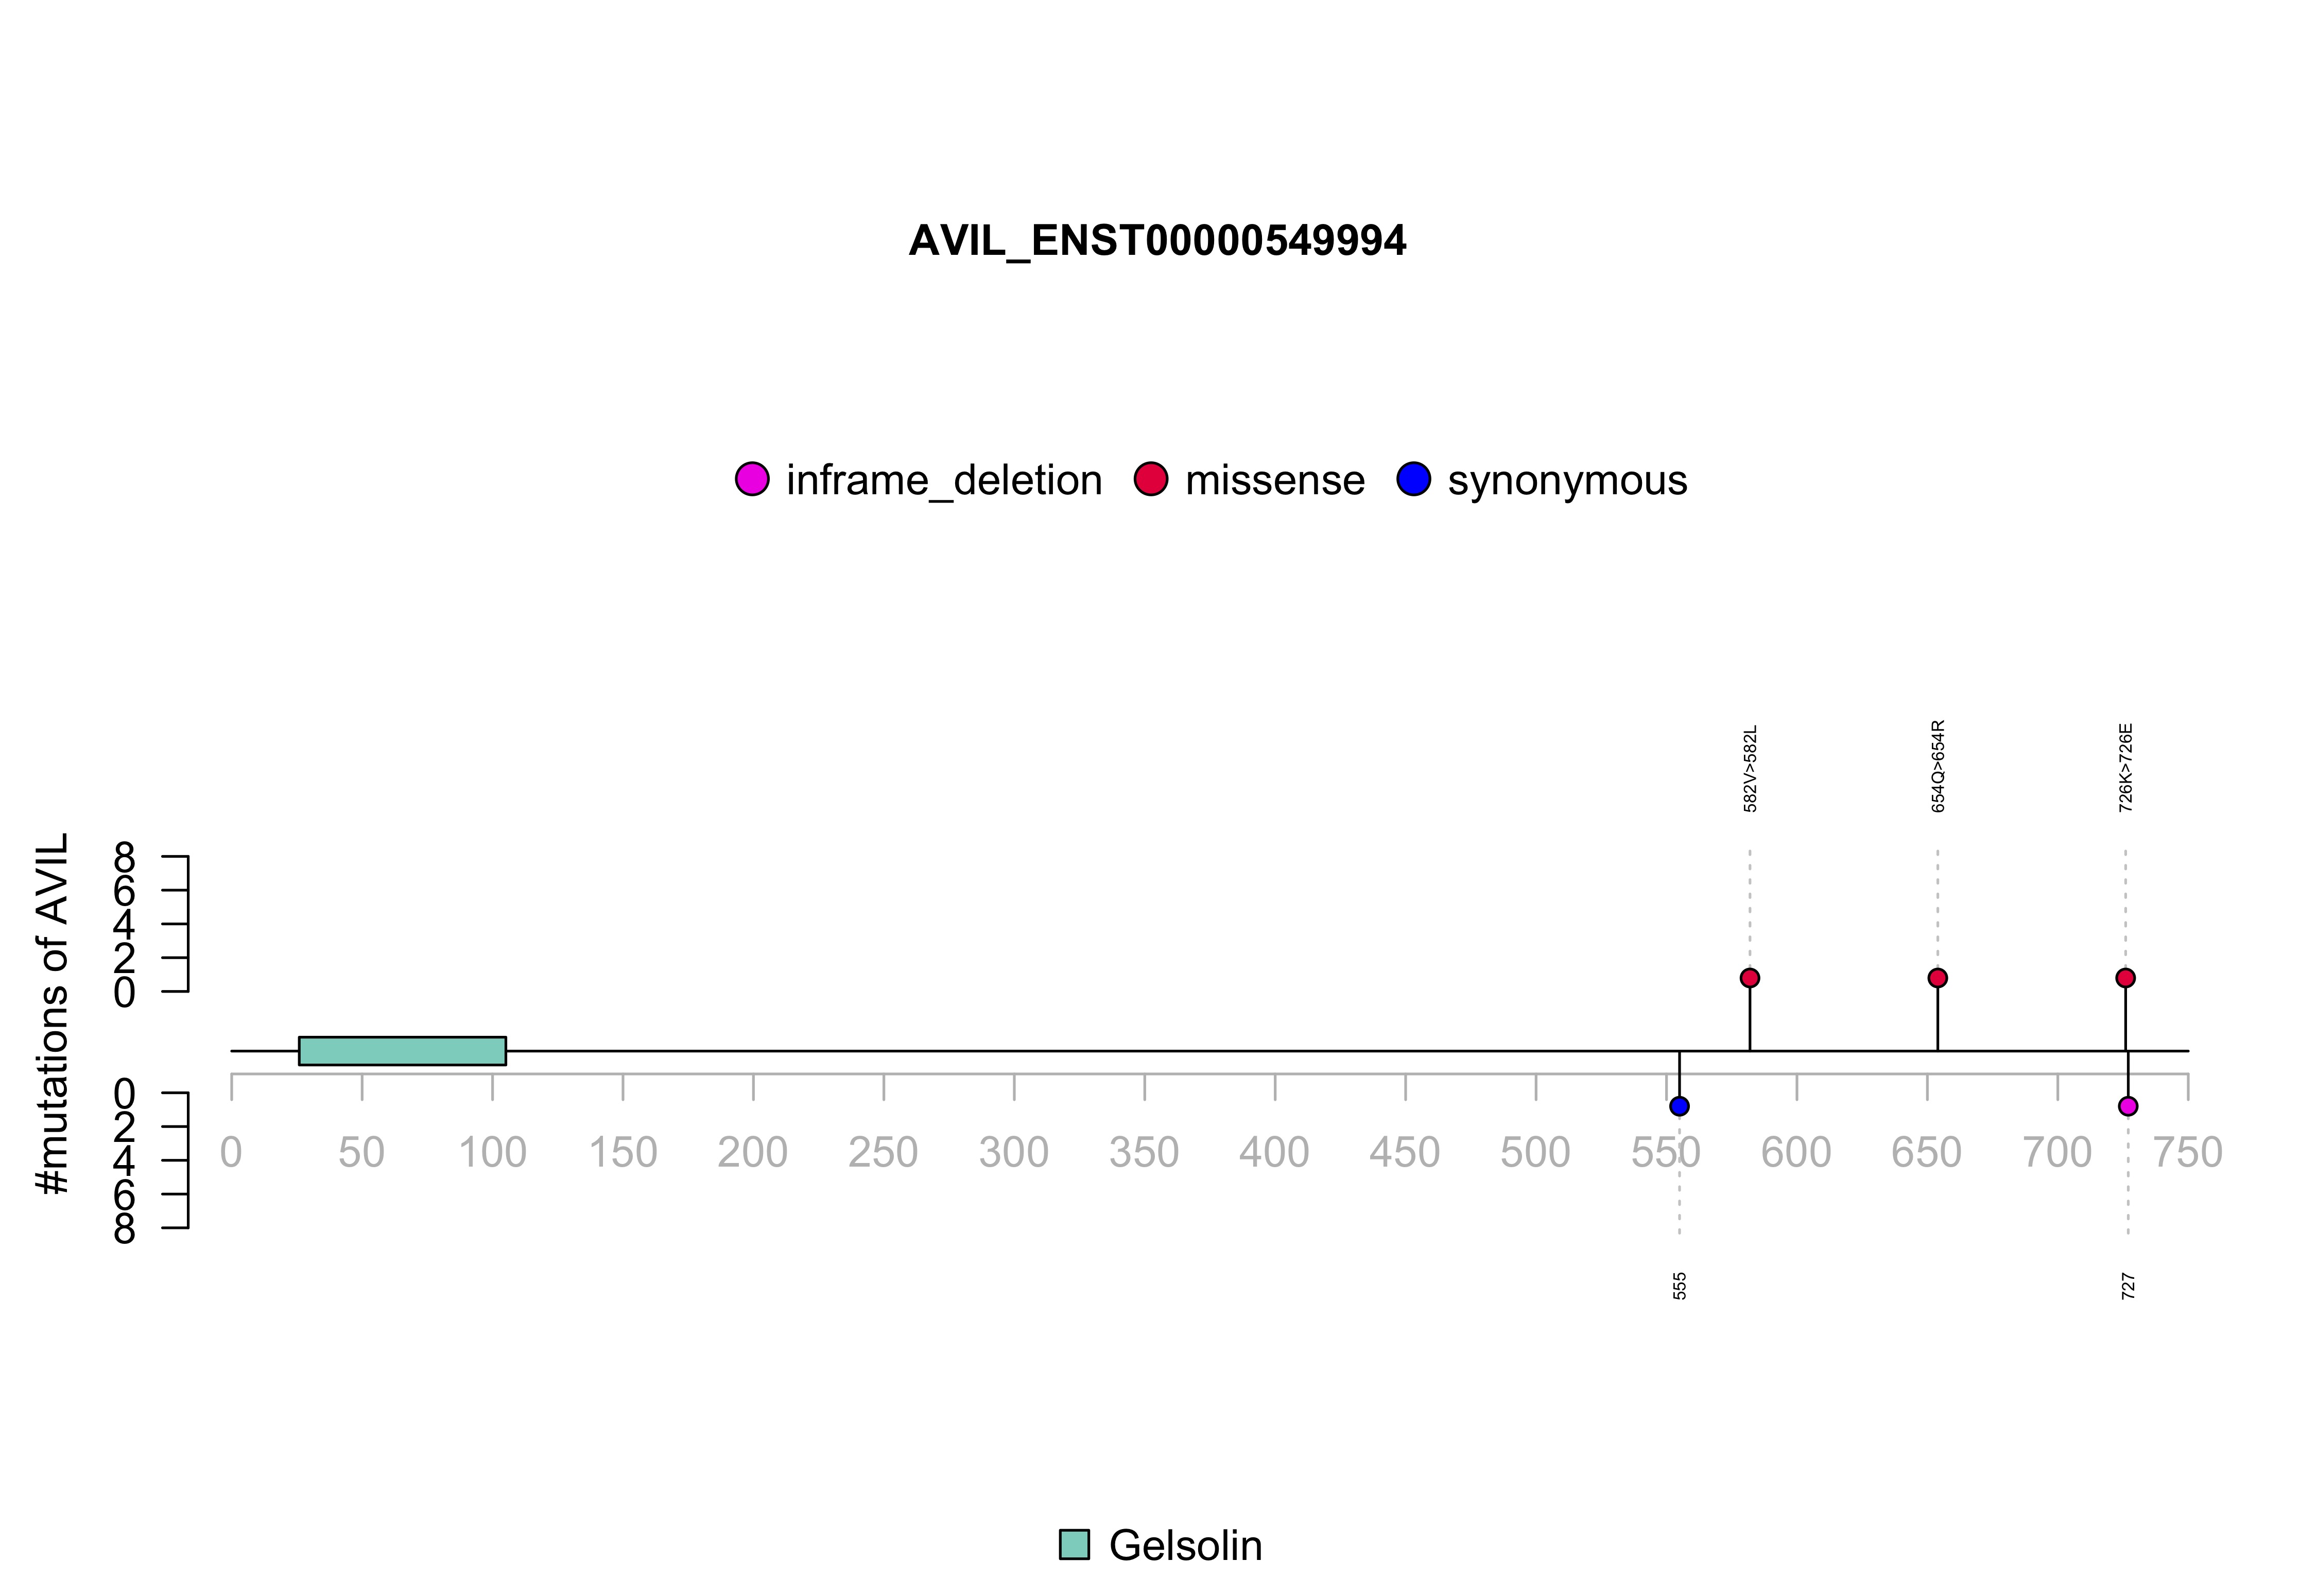 AVIL_ENST00000549994
inframe_deletion missense synonymous
582V>582L
654Q>654R
726K>726E
#mutations of AVIL
8
6
4
2
0
0
2
4
6
8
0 50 100 150 200 250 300 350 400 450 500 550 600 650 700 750
555
727
Gelsolin